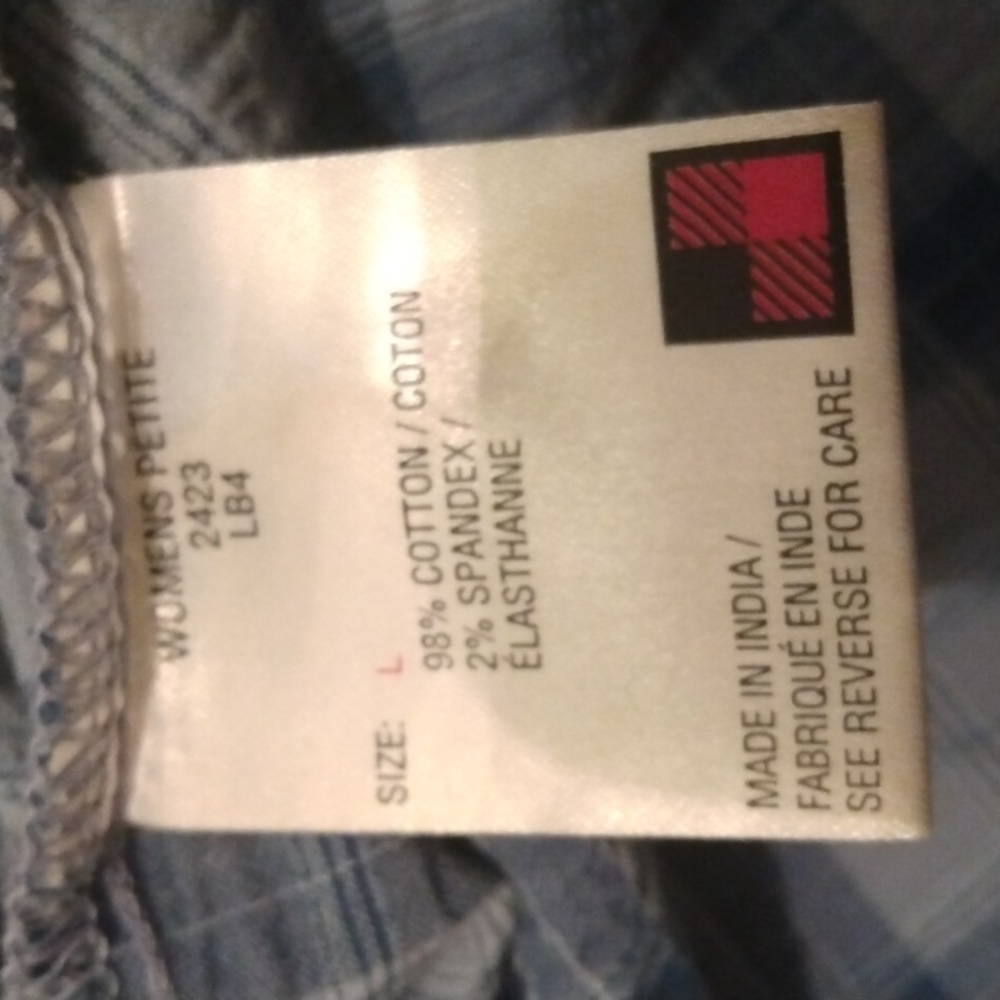 WOMENS PETITE
2423
LB4
SIZE: L
98% COTTON / COTON
2% SPANDEX /
ÉLASTHANNE
MADE IN INDIA /
FABRIQUÉ EN INDE
SEE REVERSE FOR CARE